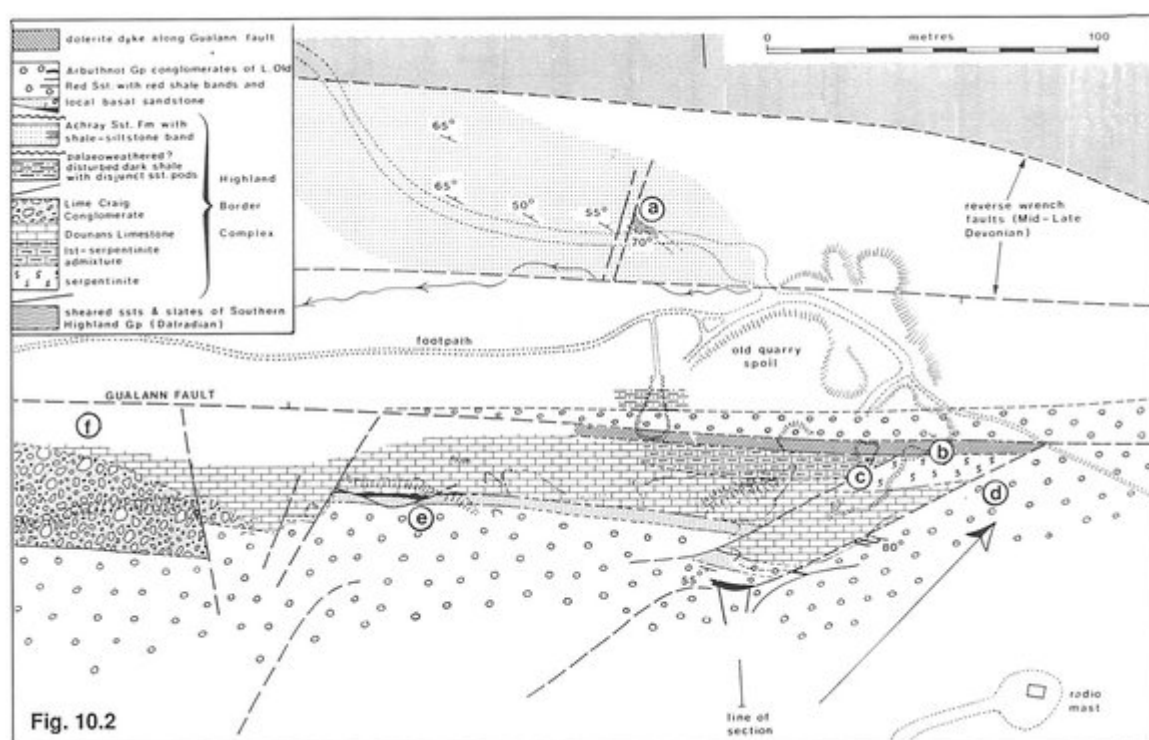 dolerite dyke along Gualann fault
Arbuthnot Gp conglomerates of L. Old
Red Sst. with red shale bands and
local basal sandstone
Achray Sst. Fm with
shale-siltstone band
palaeoweathered?
disturbed dark shale
with disjunct sst. pods
Lime Craig
Conglomerate
Dounans Limestone
lst-serpentinite
admixture
serpentinite
Highland
Border
Complex
sheared ssts & slates of Southern
Highland Gp (Dalradian)
0 metres 100
65°
65°
50°
55°
a
70°
reverse wrench
faults (Mid-Late
Devonian)
footpath
old quarry
spoil
GUALANN FAULT
f
b
c
d
e
80°
55°
line of
section
radio
mast
Fig. 10.2